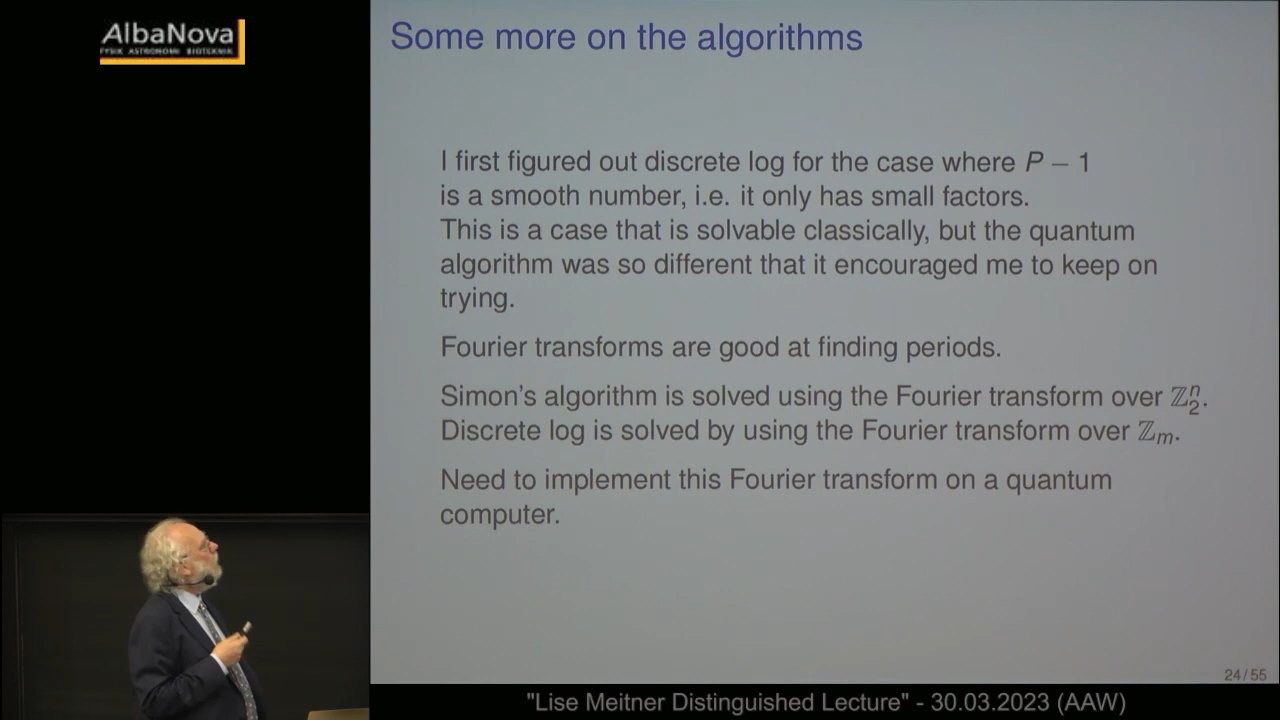 AlbaNova
FYSIK ASTRONOMI BIOTEKNIK
Some more on the algorithms
I first figured out discrete log for the case where P − 1
is a smooth number, i.e. it only has small factors.
This is a case that is solvable classically, but the quantum
algorithm was so different that it encouraged me to keep on
trying.
Fourier transforms are good at finding periods.
Simon's algorithm is solved using the Fourier transform over ℤ₂ⁿ.
Discrete log is solved by using the Fourier transform over ℤₘ.
Need to implement this Fourier transform on a quantum
computer.
24/55
"Lise Meitner Distinguished Lecture" - 30.03.2023 (AAW)